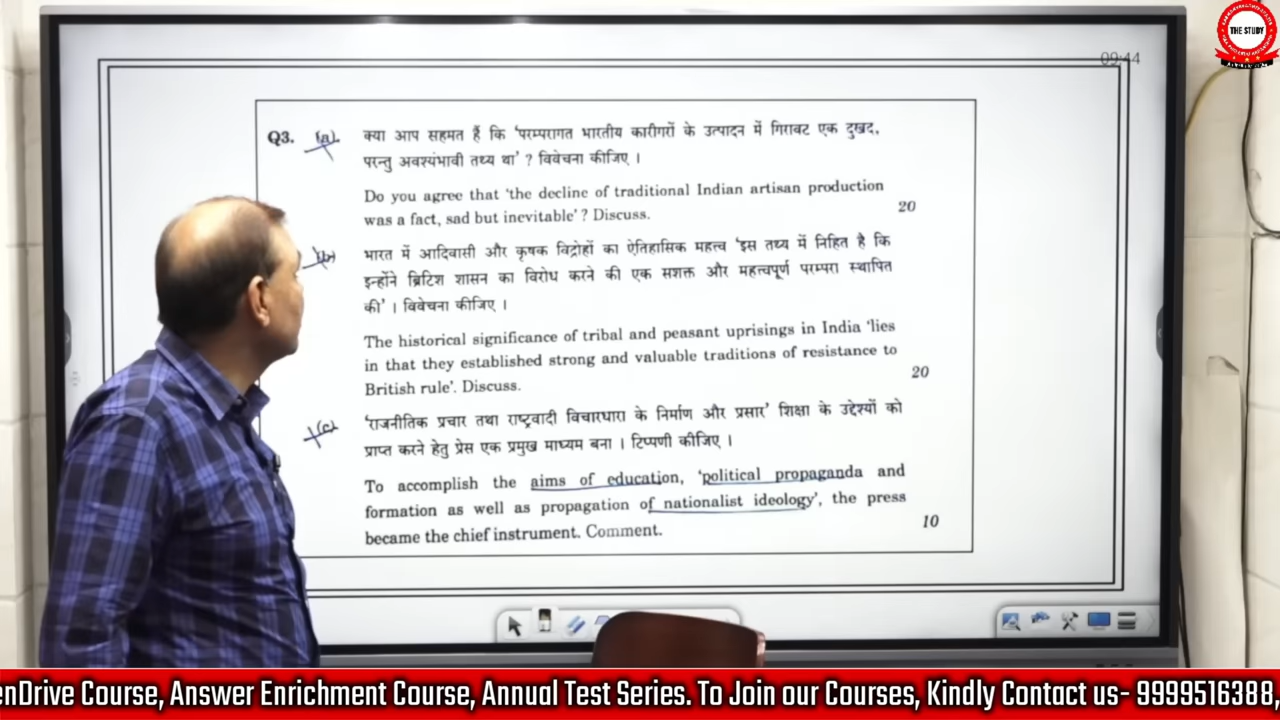 THE STUDY
09:44
Q3. (a) क्या आप सहमत हैं कि 'परम्परागत भारतीय कारीगरों के उत्पादन में गिरावट एक दुखद,
परन्तु अवश्यंभावी तथ्य था' ? विवेचना कीजिए ।
Do you agree that 'the decline of traditional Indian artisan production
was a fact, sad but inevitable' ? Discuss.
20
(b) भारत में आदिवासी और कृषक विद्रोहों का ऐतिहासिक महत्त्व 'इस तथ्य में निहित है कि
इन्होंने ब्रिटिश शासन का विरोध करने की एक सशक्त और महत्त्वपूर्ण परम्परा स्थापित
की' । विवेचना कीजिए ।
The historical significance of tribal and peasant uprisings in India 'lies
in that they established strong and valuable traditions of resistance to
British rule'. Discuss.
20
(c) 'राजनीतिक प्रचार तथा राष्ट्रवादी विचारधारा के निर्माण और प्रसार' शिक्षा के उद्देश्यों को
प्राप्त करने हेतु प्रेस एक प्रमुख माध्यम बना । टिप्पणी कीजिए ।
To accomplish the aims of education, 'political propaganda and
formation as well as propagation of nationalist ideology', the press
became the chief instrument. Comment.
10
enDrive Course, Answer Enrichment Course, Annual Test Series. To Join our Courses, Kindly Contact us- 9999516388,